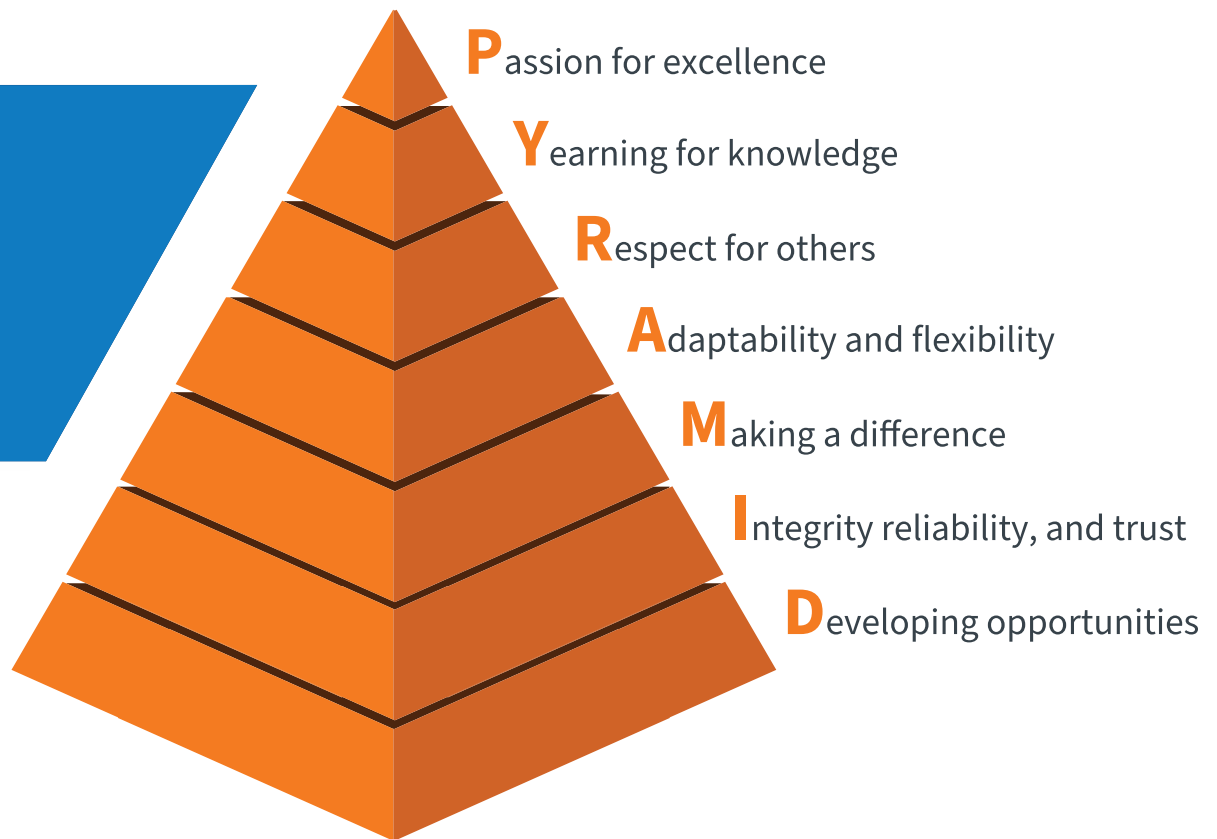 Passion for excellence
Yearning for knowledge
Respect for others
Adaptability and flexibility
Making a difference
Integrity reliability, and trust
Developing opportunities